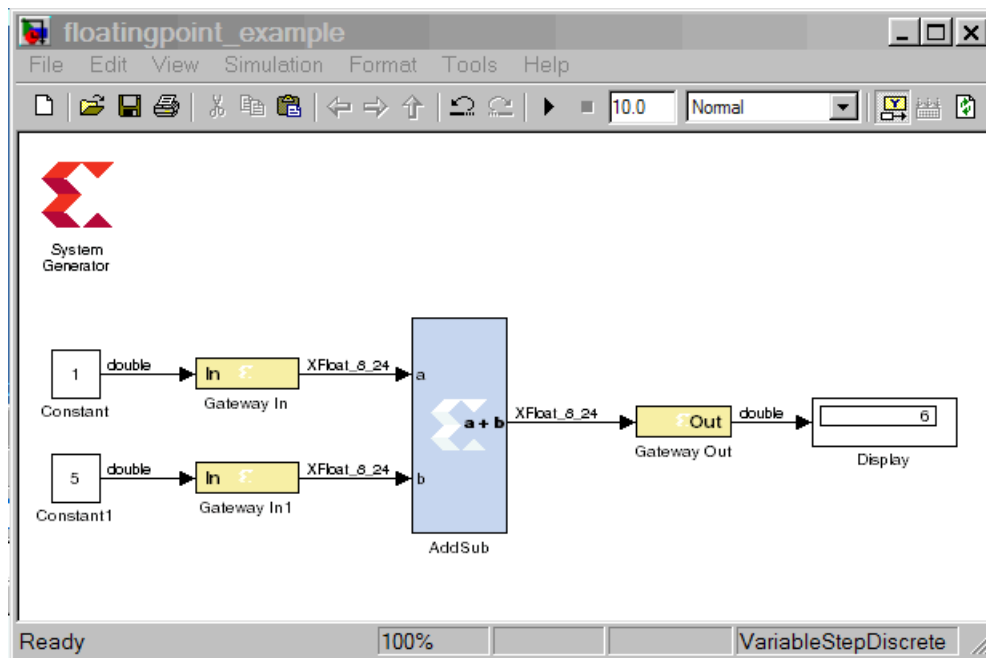 floatingpoint_example
File Edit View Simulation Format Tools Help
10.0 Normal
System
Generator
1 double In XFloat_8_24 a
Constant Gateway In
a + b XFloat_8_24 Out double 6
Gateway Out Display
5 double In XFloat_8_24 b
Constant1 Gateway In1
AddSub
Ready 100% VariableStepDiscrete